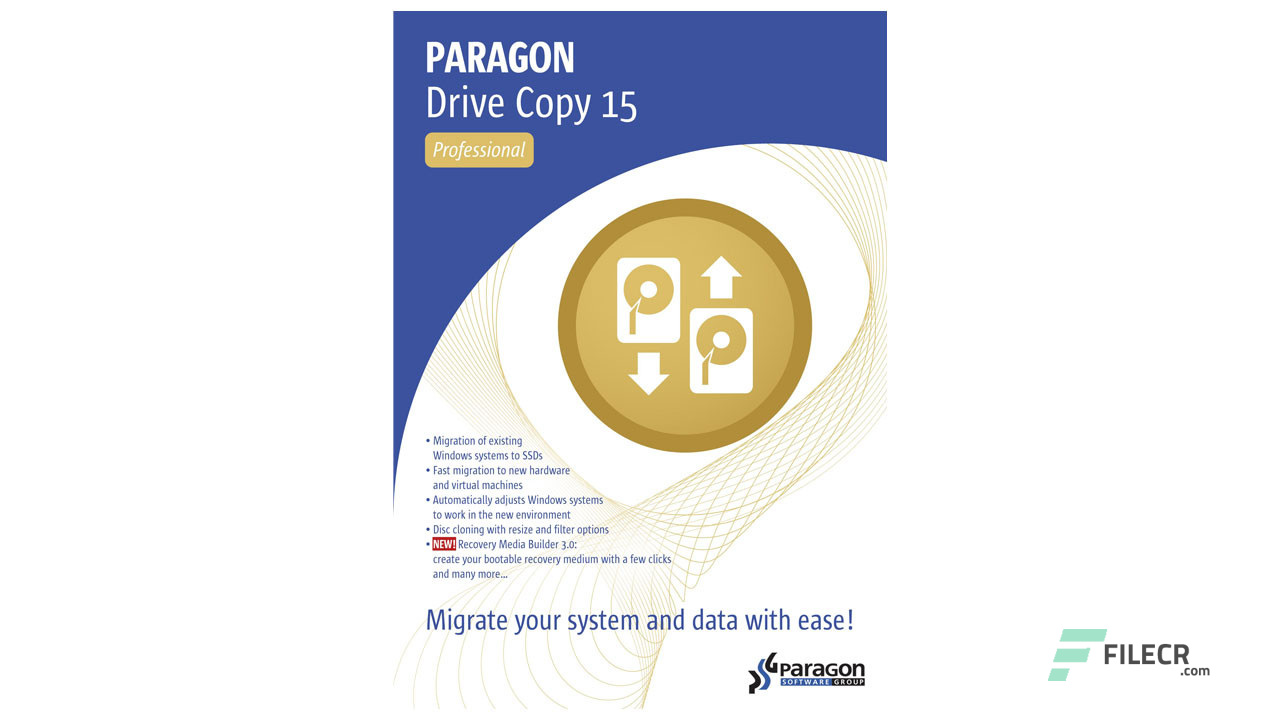 PARAGON
Drive Copy 15
Professional
• Migration of existing
Windows systems to SSDs
• Fast migration to new hardware
and virtual machines
• Automatically adjusts Windows systems
to work in the new environment
• Disc cloning with resize and filter options
• NEW! Recovery Media Builder 3.0:
create your bootable recovery medium with a few clicks
and many more...
Migrate your system and data with ease!
paragon
SOFTWARE GROUP
FILECR
.com